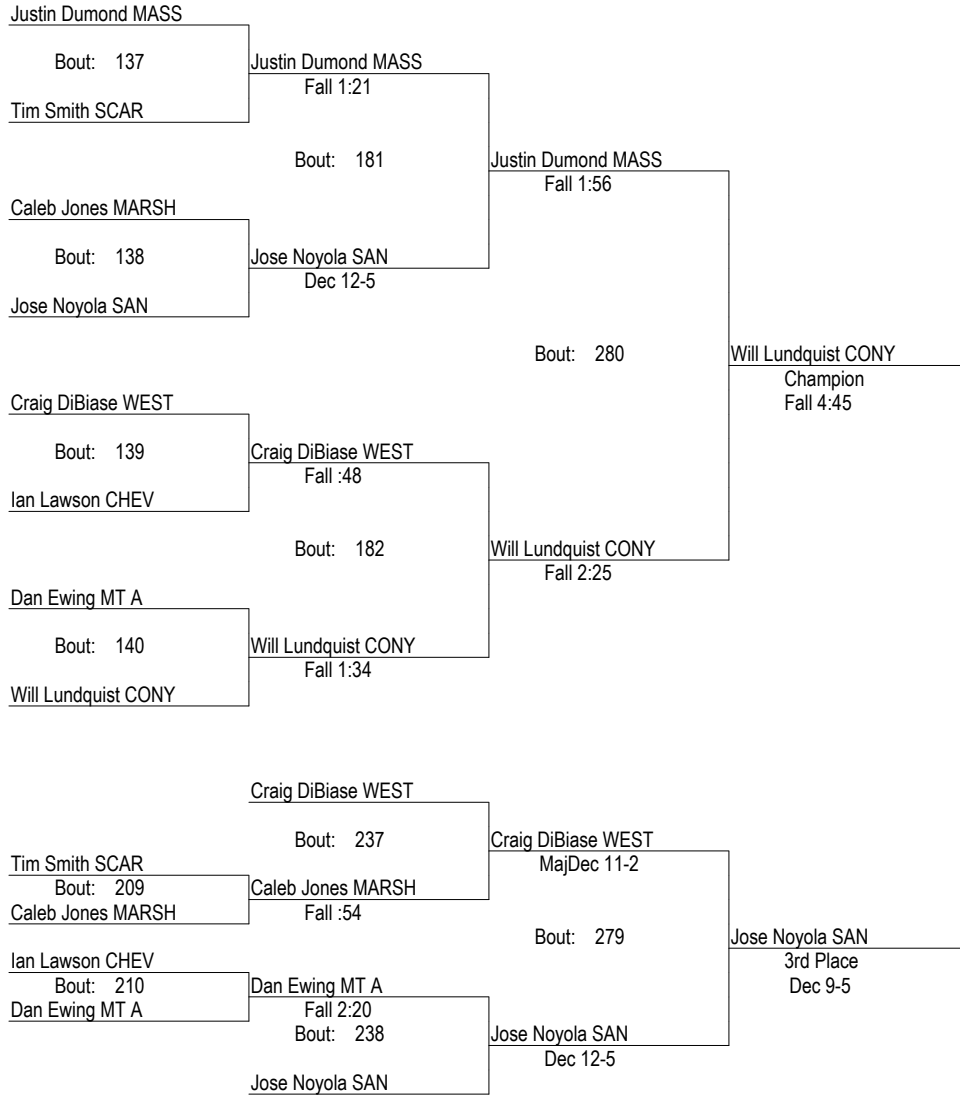 Justin Dumond MASS
Bout: 137
Justin Dumond MASS
Fall 1:21
Tim Smith SCAR
Bout: 181
Justin Dumond MASS
Fall 1:56
Caleb Jones MARSH
Bout: 138
Jose Noyola SAN
Dec 12-5
Jose Noyola SAN
Bout: 280
Will Lundquist CONY
Champion
Fall 4:45
Craig DiBiase WEST
Bout: 139
Craig DiBiase WEST
Fall :48
Ian Lawson CHEV
Bout: 182
Will Lundquist CONY
Fall 2:25
Dan Ewing MT A
Bout: 140
Will Lundquist CONY
Fall 1:34
Will Lundquist CONY
Craig DiBiase WEST
Bout: 237
Craig DiBiase WEST
MajDec 11-2
Tim Smith SCAR
Bout: 209
Caleb Jones MARSH
Fall :54
Caleb Jones MARSH
Bout: 279
Jose Noyola SAN
3rd Place
Dec 9-5
Ian Lawson CHEV
Bout: 210
Dan Ewing MT A
Fall 2:20
Dan Ewing MT A
Bout: 238
Jose Noyola SAN
Dec 12-5
Jose Noyola SAN